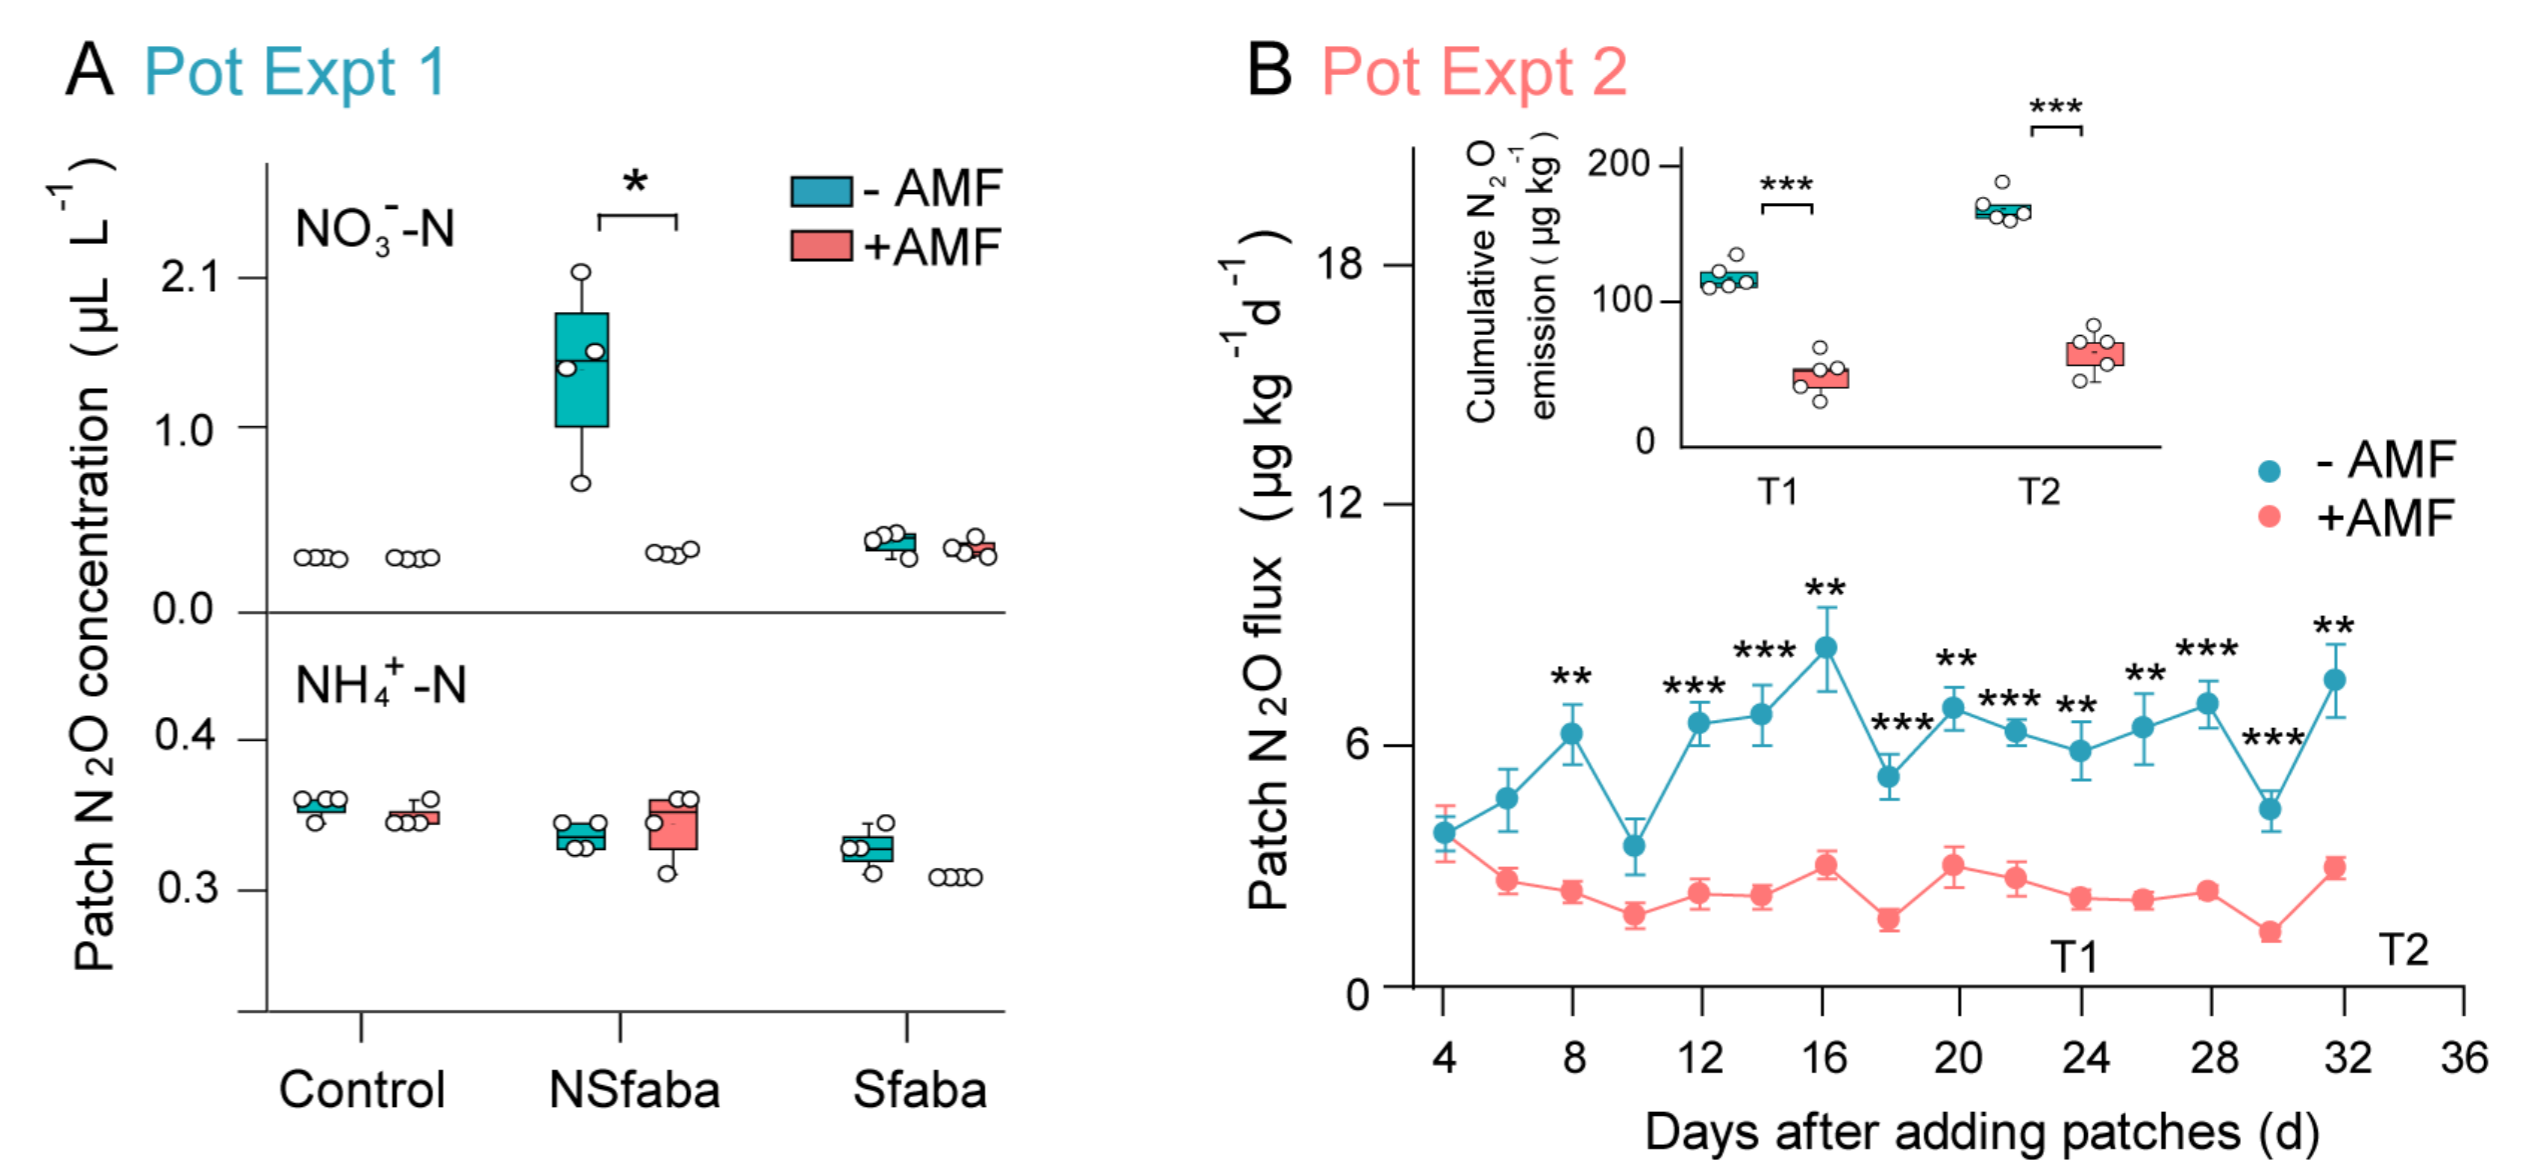 A Pot Expt 1
Patch N2O concentration (µL L-1)
NO3--N
*
- AMF
+AMF
2.1
1.0
0.0
NH4+-N
0.4
0.3
Control NSfaba Sfaba
B Pot Expt 2
Patch N2O flux (µg kg-1d-1)
18
12
6
0
Culmulative N2O
emission (µg kg-1)
200
100
0
***
***
T1 T2
- AMF
+AMF
** *** *** ** *** ** *** ** ** *** *** **
T1 T2
4 8 12 16 20 24 28 32 36
Days after adding patches (d)